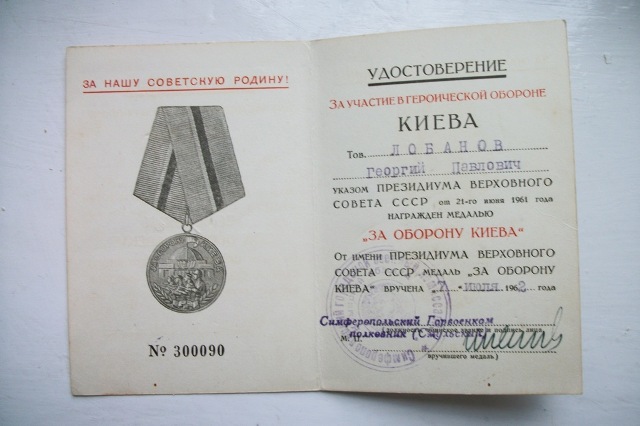 ЗА НАШУ СОВЕТСКУЮ РОДИНУ!
№ 300090
УДОСТОВЕРЕНИЕ
ЗА УЧАСТИЕ В ГЕРОИЧЕСКОЙ ОБОРОНЕ
КИЕВА
Тов. ЛОБАНОВ
Георгий Павлович
УКАЗОМ ПРЕЗИДИУМА ВЕРХОВНОГО
СОВЕТА СССР от 21-го июня 1961 года
НАГРАЖДЕН МЕДАЛЬЮ
„ЗА ОБОРОНУ КИЕВА"
От имени ПРЕЗИДИУМА ВЕРХОВНОГО
СОВЕТА СССР МЕДАЛЬ „ЗА ОБОРОНУ
КИЕВА" ВРУЧЕНА „7" июля 1962 года
Симферопольский Горвоенком
полковник
М. П.
вручившего медаль)